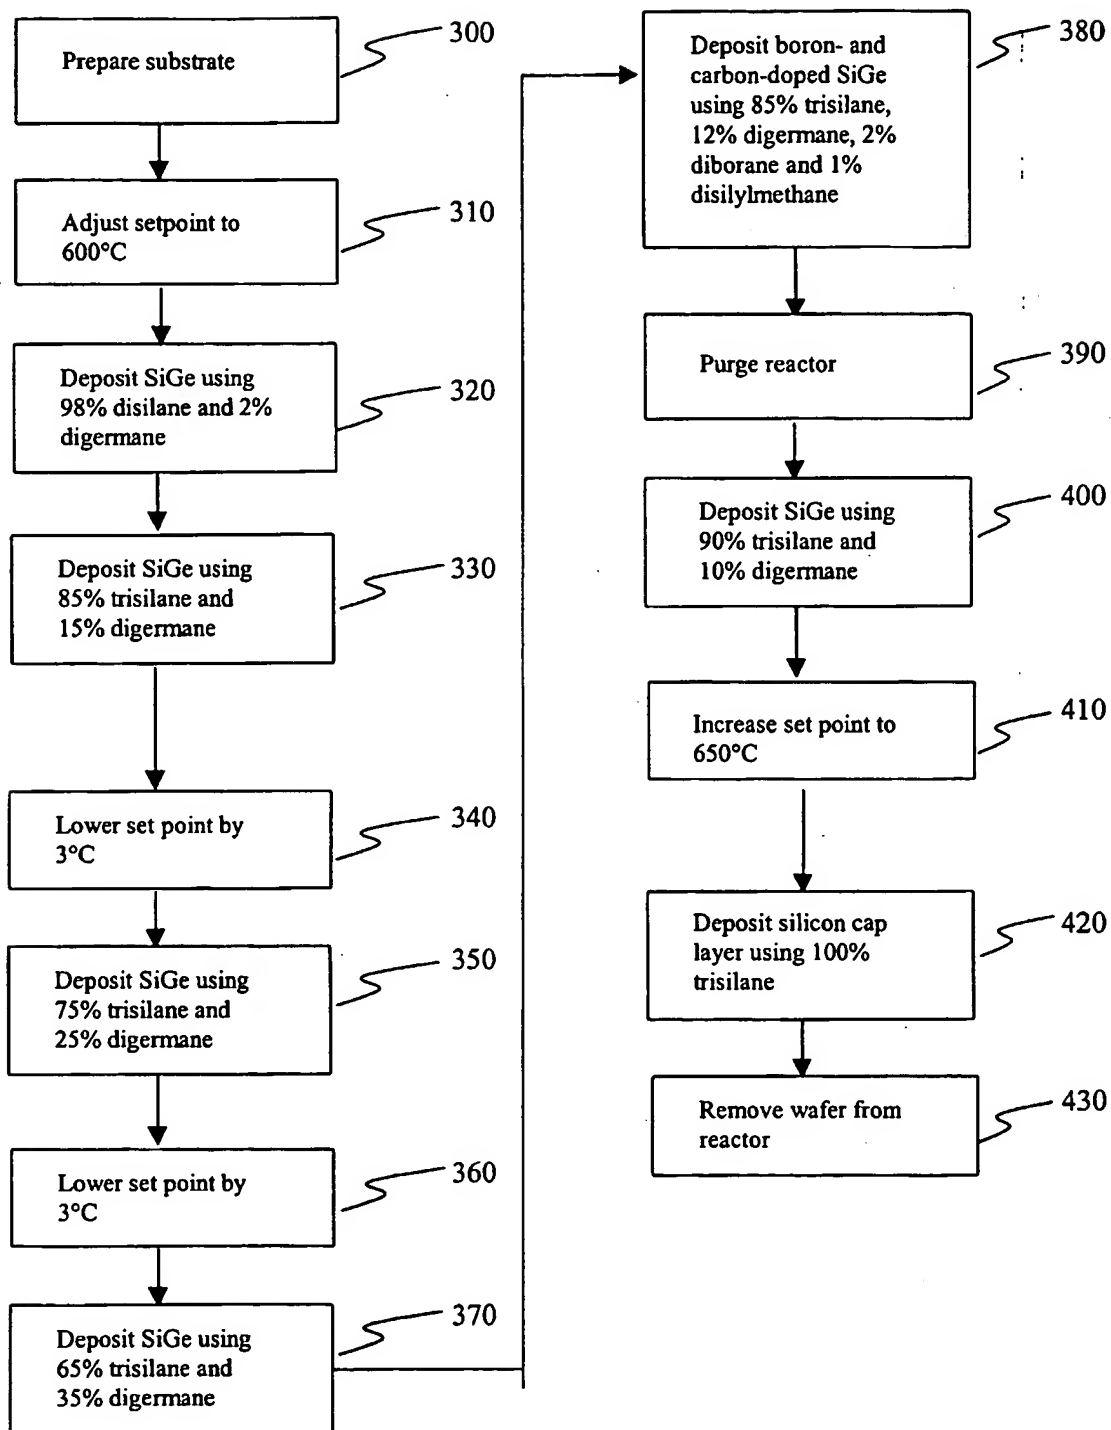 Prepare substrate
300
Adjust setpoint to
600°C
310
Deposit SiGe using
98% disilane and 2%
digermane
320
Deposit SiGe using
85% trisilane and
15% digermane
330
Lower set point by
3°C
340
Deposit SiGe using
75% trisilane and
25% digermane
350
Lower set point by
3°C
360
Deposit SiGe using
65% trisilane and
35% digermane
370
Deposit boron- and
carbon-doped SiGe
using 85% trisilane,
12% digermane, 2%
diborane and 1%
disilylmethane
380
Purge reactor
390
Deposit SiGe using
90% trisilane and
10% digermane
400
Increase set point to
650°C
410
Deposit silicon cap
layer using 100%
trisilane
420
Remove wafer from
reactor
430